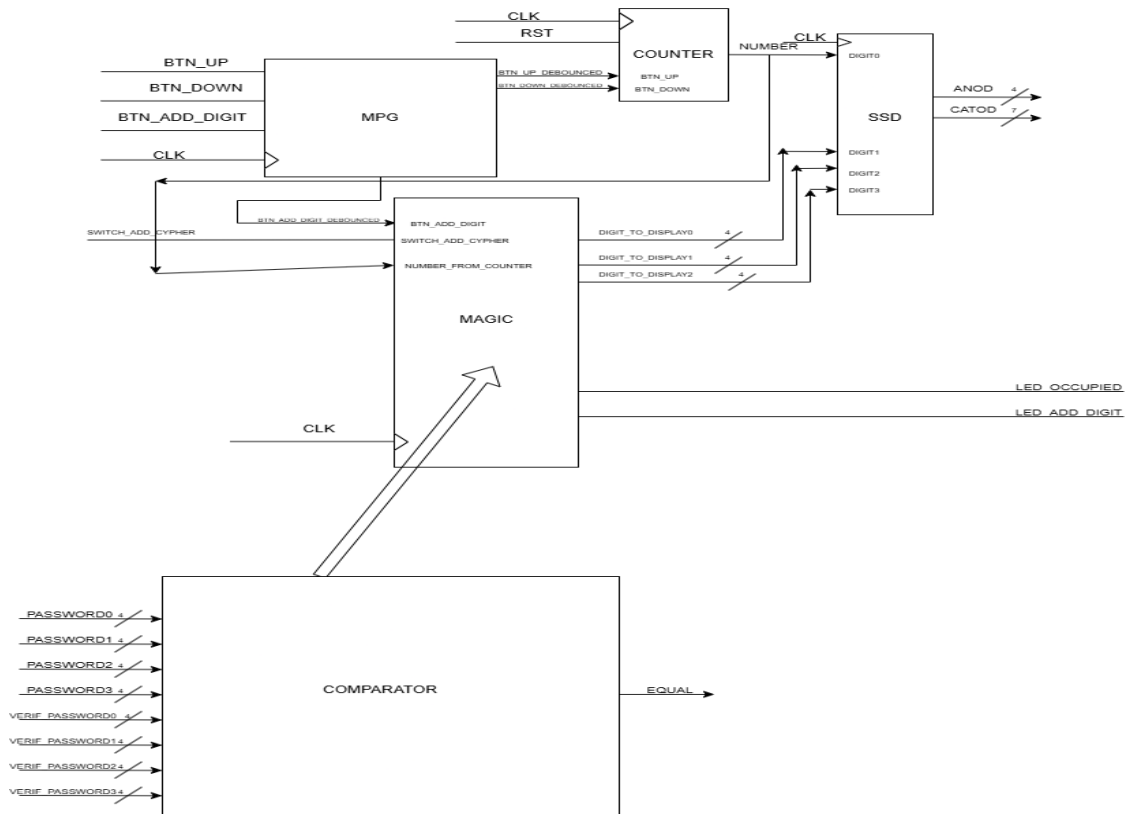 CLK
RST
COUNTER
BTN_UP
BTN_DOWN
NUMBER
CLK
DIGIT0
SSD
DIGIT1
DIGIT2
DIGIT3
ANOD 4
CATOD 7
BTN_UP
BTN_DOWN
BTN_ADD_DIGIT
CLK
MPG
BTN_UP_DEBOUNCED
BTN_DOWN_DEBOUNCED
BTN_ADD_DIGIT_DEBOUNCED
SWITCH_ADD_CYPHER
BTN_ADD_DIGIT
SWITCH_ADD_CYPHER
NUMBER_FROM_COUNTER
MAGIC
CLK
DIGIT_TO_DISPLAY0 4
DIGIT_TO_DISPLAY1 4
DIGIT_TO_DISPLAY2 4
LED_OCCUPIED
LED_ADD_DIGIT
PASSWORD0 4
PASSWORD1 4
PASSWORD2 4
PASSWORD3 4
VERIF_PASSWORD0 4
VERIF_PASSWORD1 4
VERIF_PASSWORD2 4
VERIF_PASSWORD3 4
COMPARATOR
EQUAL